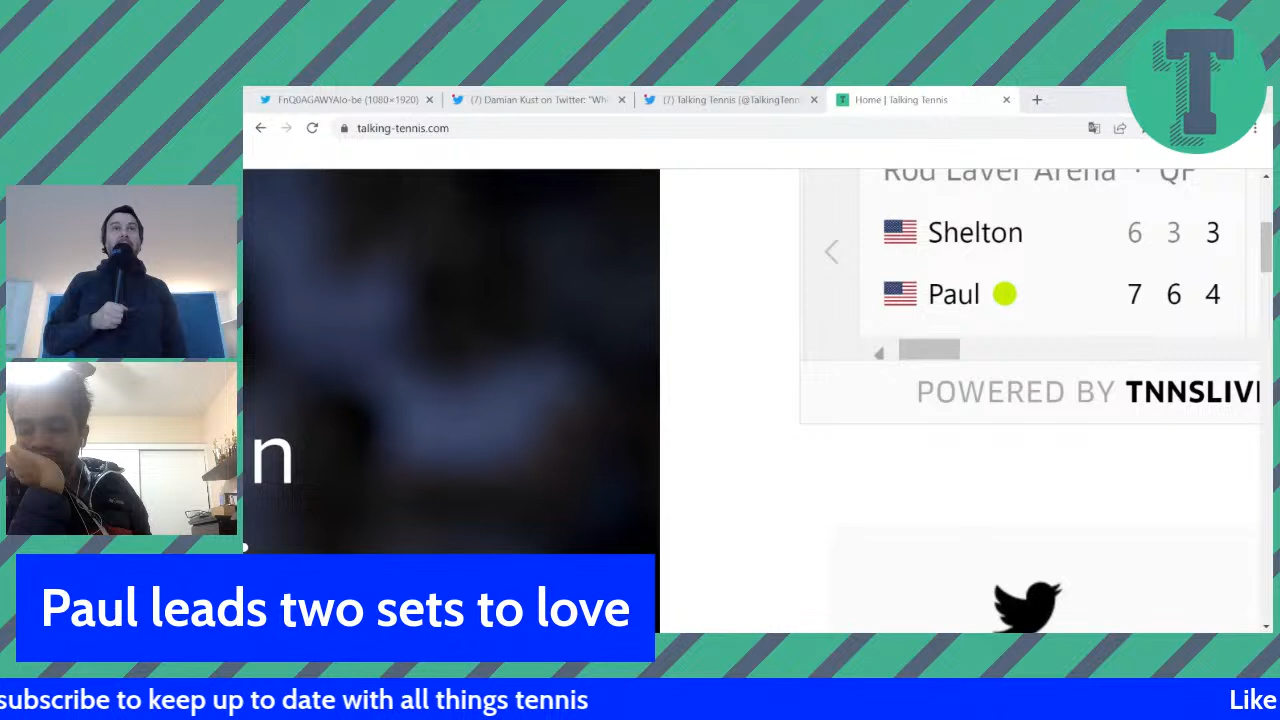 FnQ0AGAWYAIo-be (1080×1920)
(7) Damian Kust on Twitter: "Wh
(7) Talking Tennis (@TalkingTenn
Home | Talking Tennis
talking-tennis.com
T
Rod Laver Arena · QF
Shelton 6 3 3
Paul 7 6 4
POWERED BY TNNSLIV
n
Paul leads two sets to love
subscribe to keep up to date with all things tennis
Like